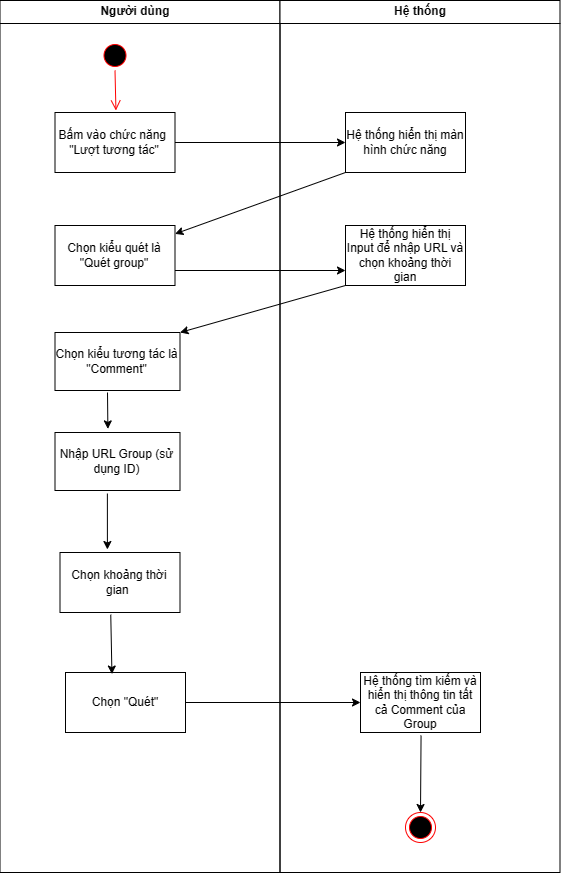 Người dùng
Hệ thống
Bấm vào chức năng
"Lượt tương tác"
Hệ thống hiển thị màn
hình chức năng
Chọn kiểu quét là
"Quét group"
Hệ thống hiển thị
Input để nhập URL và
chọn khoảng thời
gian
Chọn kiểu tương tác là
"Comment"
Nhập URL Group (sử
dụng ID)
Chọn khoảng thời
gian
Chọn "Quét"
Hệ thống tìm kiếm và
hiển thị thông tin tất
cả Comment của
Group